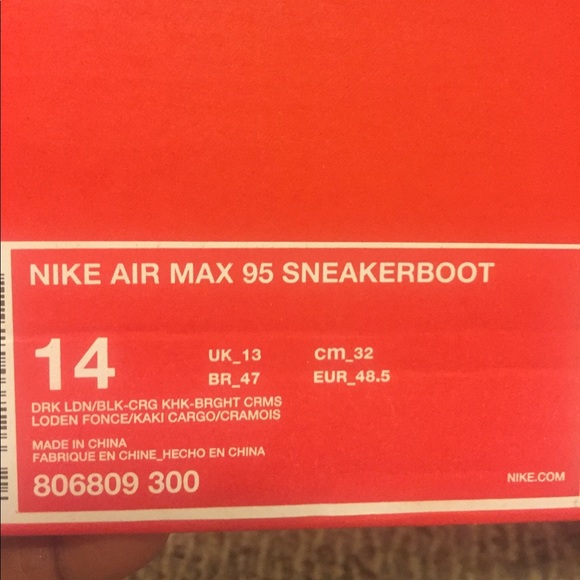 NIKE AIR MAX 95 SNEAKERBOOT
14
UK_13 cm_32
BR_47 EUR_48.5
DRK LDN/BLK-CRG KHK-BRGHT CRMS
LODEN FONCE/KAKI CARGO/CRAMOIS
MADE IN CHINA
FABRIQUE EN CHINE_HECHO EN CHINA
806809 300
NIKE.COM